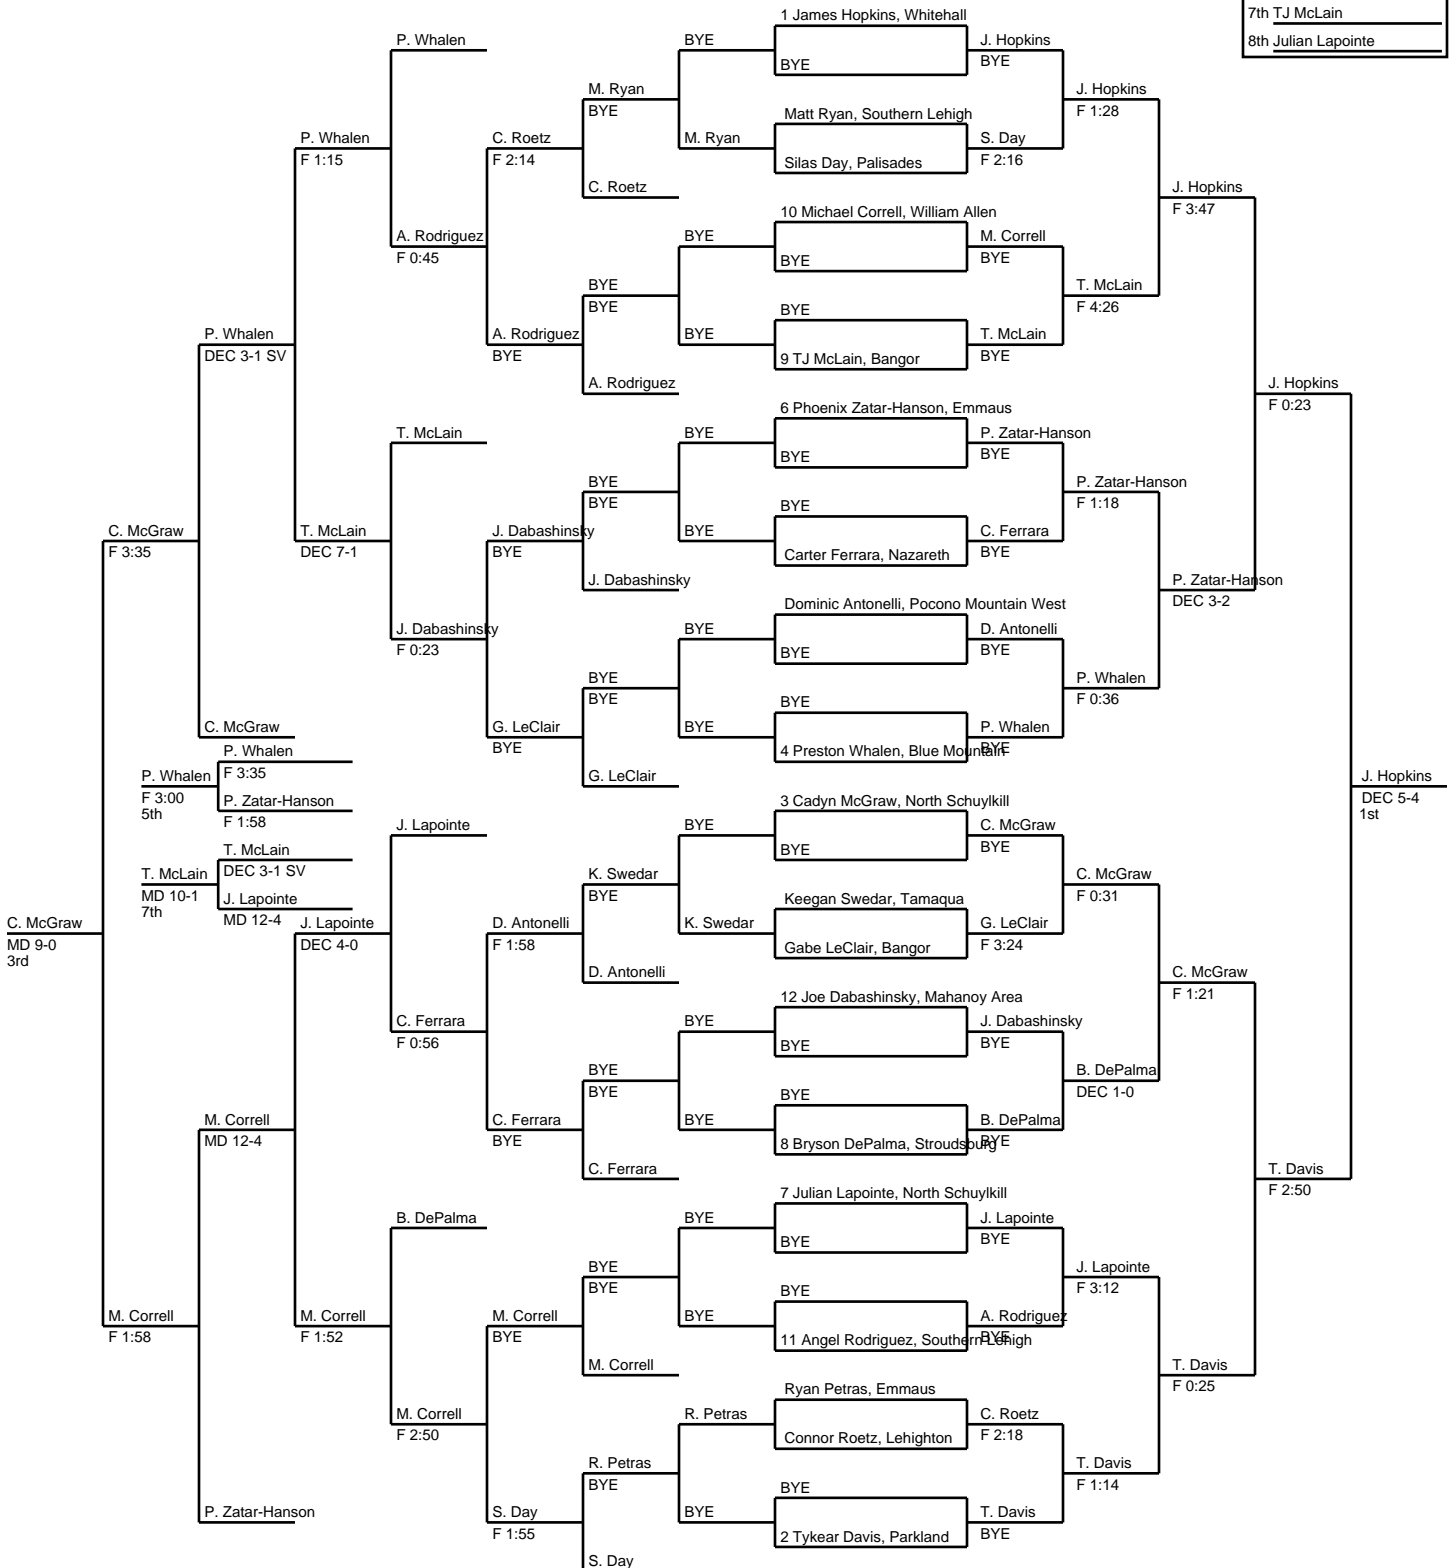 7th TJ McLain
8th Julian Lapointe
1 James Hopkins, Whitehall
P. Whalen
BYE
J. Hopkins
BYE
BYE
M. Ryan
J. Hopkins
BYE
F 1:28
Matt Ryan, Southern Lehigh
P. Whalen
C. Roetz
M. Ryan
S. Day
F 1:15
F 2:14
Silas Day, Palisades
F 2:16
C. Roetz
J. Hopkins
F 3:47
10 Michael Correll, William Allen
A. Rodriguez
BYE
M. Correll
F 0:45
BYE
BYE
BYE
T. McLain
BYE
F 4:26
BYE
P. Whalen
A. Rodriguez
BYE
T. McLain
DEC 3-1 SV
BYE
9 TJ McLain, Bangor
BYE
A. Rodriguez
J. Hopkins
F 0:23
6 Phoenix Zatar-Hanson, Emmaus
T. McLain
BYE
P. Zatar-Hanson
BYE
BYE
BYE
P. Zatar-Hanson
BYE
F 1:18
BYE
C. McGraw
T. McLain
J. Dabashinsky
BYE
C. Ferrara
F 3:35
DEC 7-1
BYE
Carter Ferrara, Nazareth
BYE
J. Dabashinsky
P. Zatar-Hanson
DEC 3-2
Dominic Antonelli, Pocono Mountain West
J. Dabashinsky
BYE
D. Antonelli
F 0:23
BYE
BYE
BYE
P. Whalen
BYE
F 0:36
BYE
C. McGraw
G. LeClair
BYE
P. Whalen
P. Whalen
BYE
4 Preston Whalen, Blue Mountain
BYE
P. Whalen
F 3:35
G. LeClair
J. Hopkins
F 3:00
P. Zatar-Hanson
DEC 5-4
5th
F 1:58
1st
3 Cadyn McGraw, North Schuylkill
J. Lapointe
BYE
C. McGraw
BYE
BYE
T. McLain
T. McLain
DEC 3-1 SV
K. Swedar
C. McGraw
MD 10-1
J. Lapointe
BYE
F 0:31
7th
MD 12-4
Keegan Swedar, Tamaqua
C. McGraw
J. Lapointe
D. Antonelli
K. Swedar
G. LeClair
MD 9-0
DEC 4-0
F 1:58
Gabe LeClair, Bangor
F 3:24
3rd
D. Antonelli
C. McGraw
F 1:21
12 Joe Dabashinsky, Mahanoy Area
C. Ferrara
BYE
J. Dabashinsky
F 0:56
BYE
BYE
BYE
B. DePalma
BYE
DEC 1-0
BYE
M. Correll
C. Ferrara
BYE
B. DePalma
MD 12-4
BYE
8 Bryson DePalma, Stroudsburg
BYE
C. Ferrara
T. Davis
F 2:50
7 Julian Lapointe, North Schuylkill
B. DePalma
BYE
J. Lapointe
BYE
BYE
BYE
J. Lapointe
BYE
F 3:12
BYE
M. Correll
M. Correll
M. Correll
BYE
A. Rodriguez
F 1:58
F 1:52
BYE
11 Angel Rodriguez, Southern Lehigh
BYE
M. Correll
T. Davis
F 0:25
Ryan Petras, Emmaus
M. Correll
R. Petras
C. Roetz
F 2:50
Connor Roetz, Lehighton
F 2:18
R. Petras
T. Davis
BYE
F 1:14
BYE
P. Zatar-Hanson
S. Day
BYE
T. Davis
F 1:55
2 Tykear Davis, Parkland
BYE
S. Day